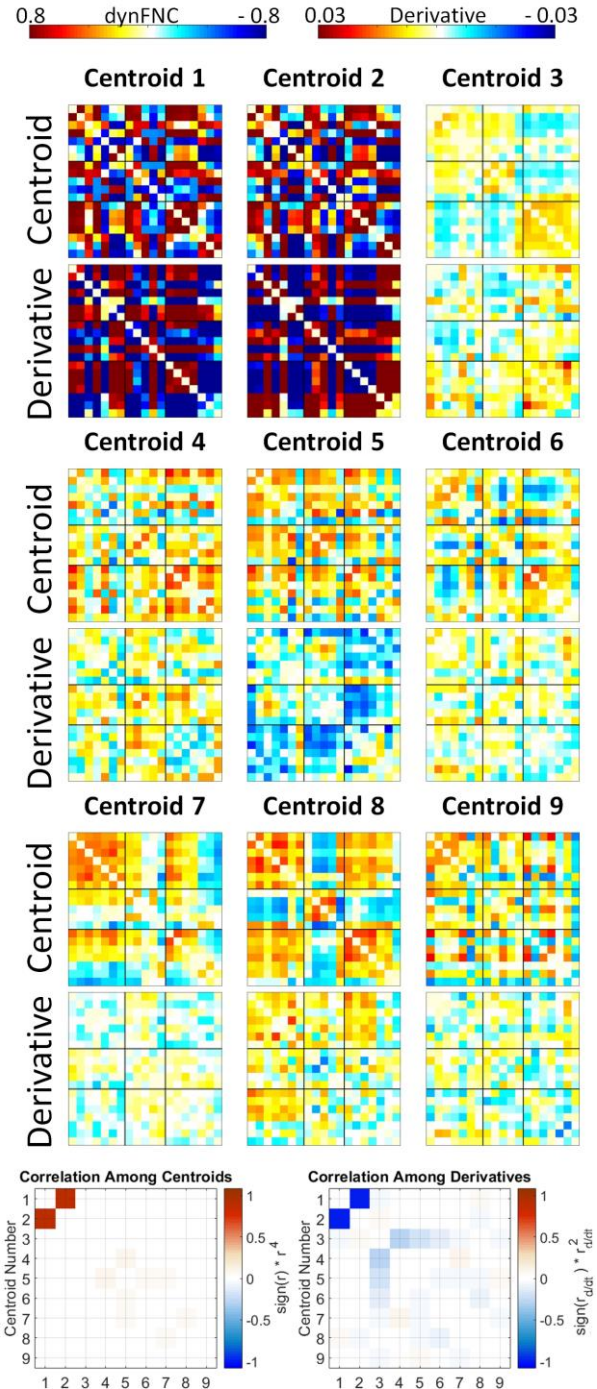 dynFNC
Derivative
0.8
- 0.8
0.03
- 0.03
Centroid 1
Centroid 2
Centroid 3
Centroid
Derivative
Centroid 4
Centroid 5
Centroid 6
Centroid
Derivative
Centroid 7
Centroid 8
Centroid 9
Centroid
Derivative
Correlation Among Centroids
Centroid Number
1
2
3
4
5
6
7
8
9
1 2 3 4 5 6 7 8 9
1
0.5
0
-0.5
-1
sign(r) * r^4
Correlation Among Derivatives
Centroid Number
1
2
3
4
5
6
7
8
9
1 2 3 4 5 6 7 8 9
1
0.5
0
-0.5
-1
sign(r_d/dt) * r^2_d/dt